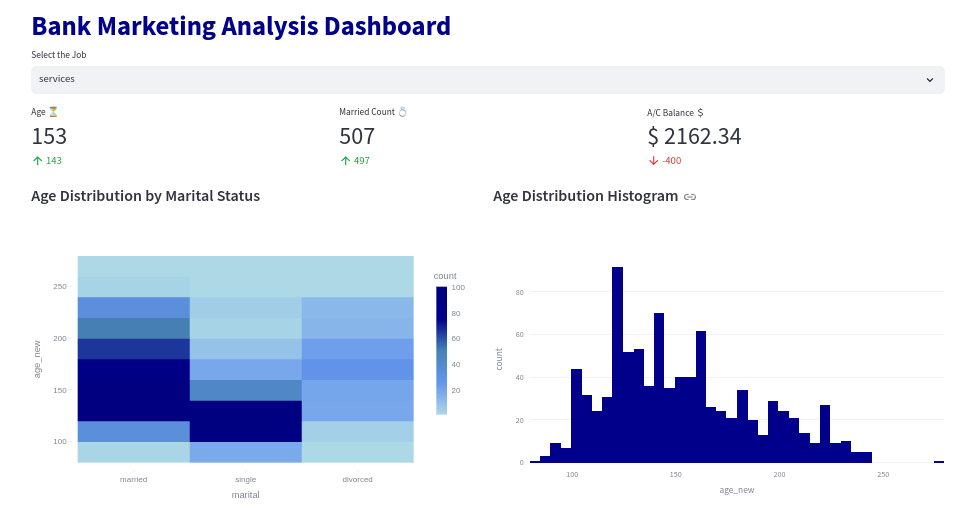 Bank Marketing Analysis Dashboard
Select the Job
services
Age ⏳
153
↑ 143
Married Count 💍
507
↑ 497
A/C Balance $
$ 2162.34
↓ -400
Age Distribution by Marital Status
count
100
80
60
40
20
250
200
150
100
age_new
married single divorced
marital
Age Distribution Histogram
80
60
40
20
0
count
100 150 200 250
age_new